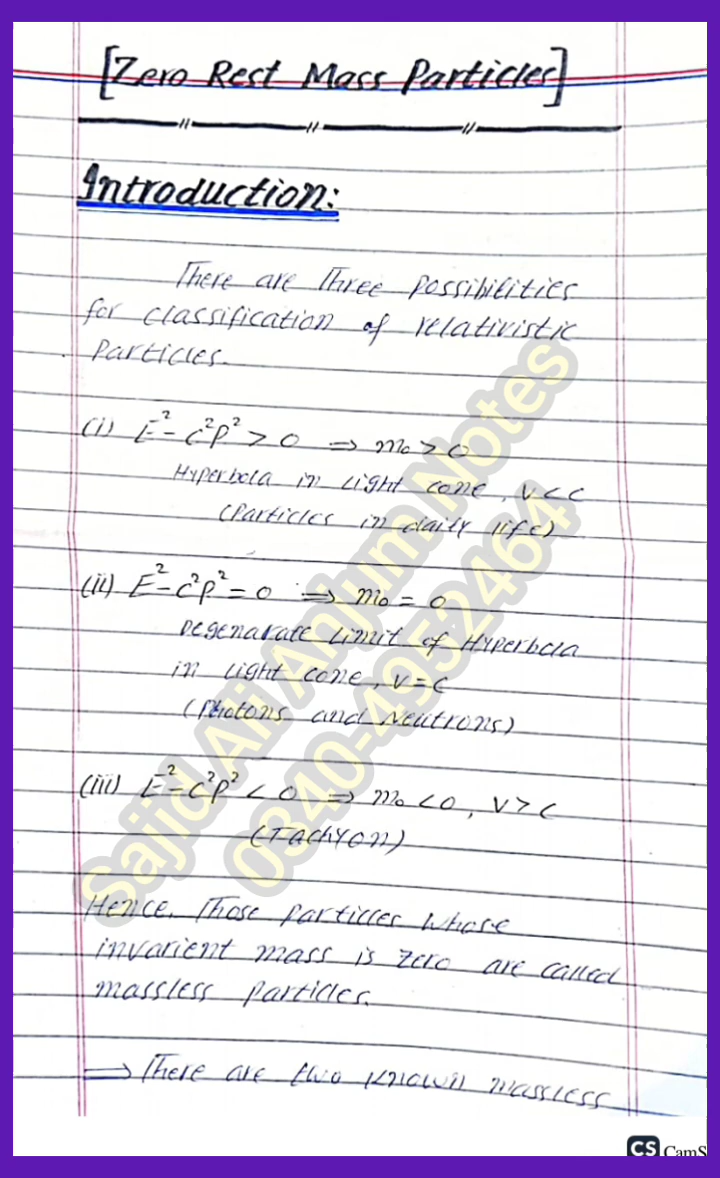 [Zero Rest Mass Particles]
Introduction:
There are Three Possibilities
for classification of relativistic
Particles.
(i) E²- c²p² > 0 ⇒ m₀ > 0
Hyperbola in light cone, v < c
(Particles in daily life)
(ii) E²- c²p² = 0 ⇒ m₀ = 0
Degenarate Limit of Hyperbola
in light cone, v = c
(Photons and Neutrons)
(iii) E²- c²p² < 0 ⇒ m₀ < 0, V > c
(Tachyon)
Hence. Those particles whose
invarient mass is zero are called
massless particles.
⇒ There are two known massless
Sajid Ali Anjum Notes
0340-4952464
CS CamS